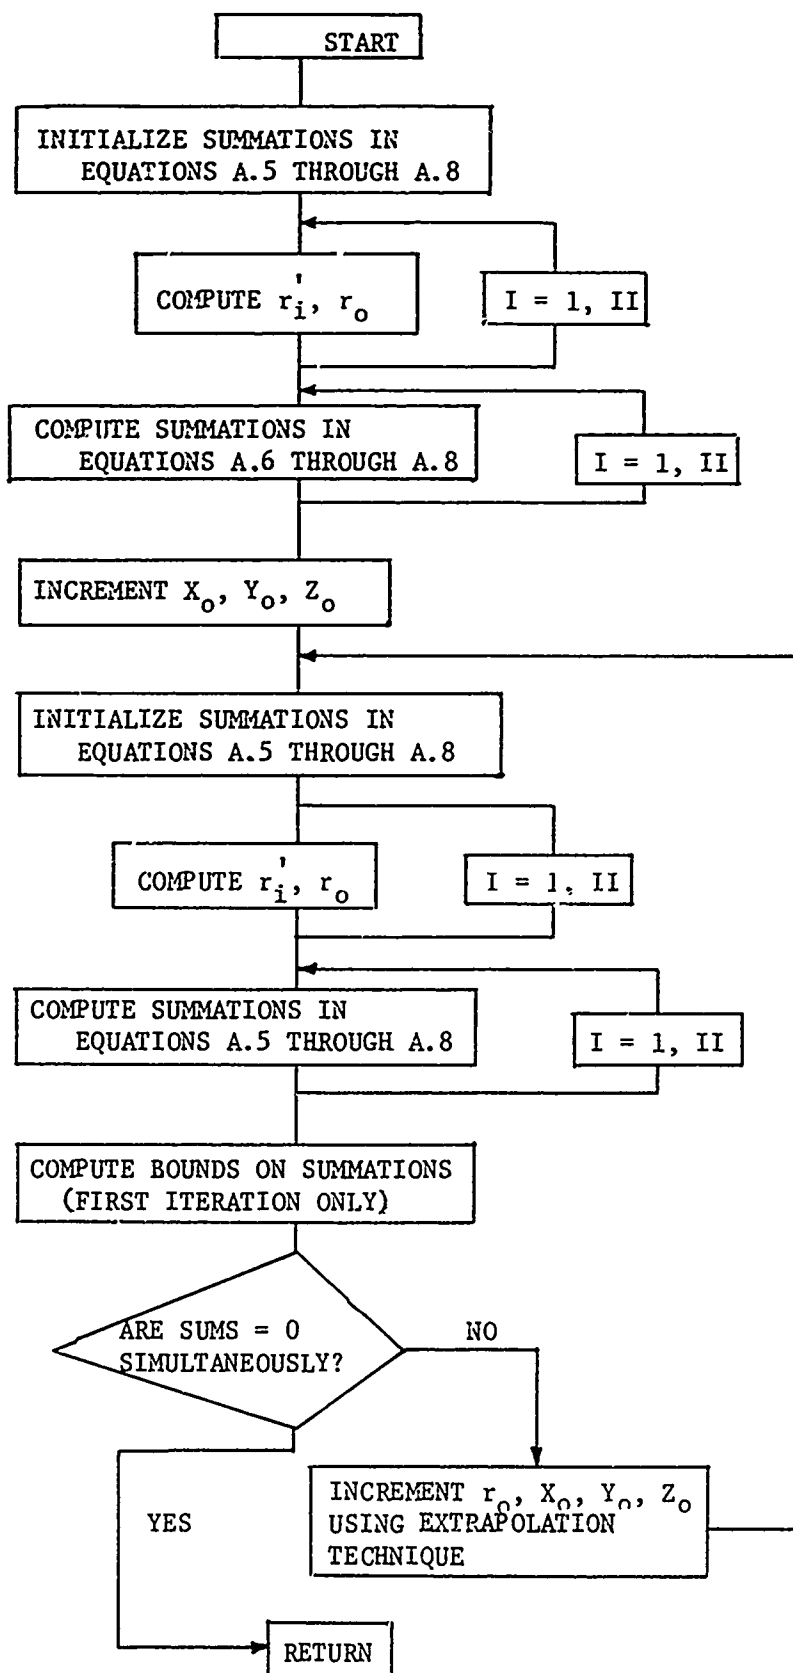 START
INITIALIZE SUMMATIONS IN
EQUATIONS A.5 THROUGH A.8
COMPUTE r'i, ro
I = 1, II
COMPUTE SUMMATIONS IN
EQUATIONS A.6 THROUGH A.8
I = 1, II
INCREMENT Xo, Yo, Zo
INITIALIZE SUMMATIONS IN
EQUATIONS A.5 THROUGH A.8
COMPUTE r'i, ro
I = 1, II
COMPUTE SUMMATIONS IN
EQUATIONS A.5 THROUGH A.8
I = 1, II
COMPUTE BOUNDS ON SUMMATIONS
(FIRST ITERATION ONLY)
ARE SUMS = 0
SIMULTANEOUSLY?
NO
INCREMENT ro, Xo, Yo, Zo
USING EXTRAPOLATION
TECHNIQUE
YES
RETURN